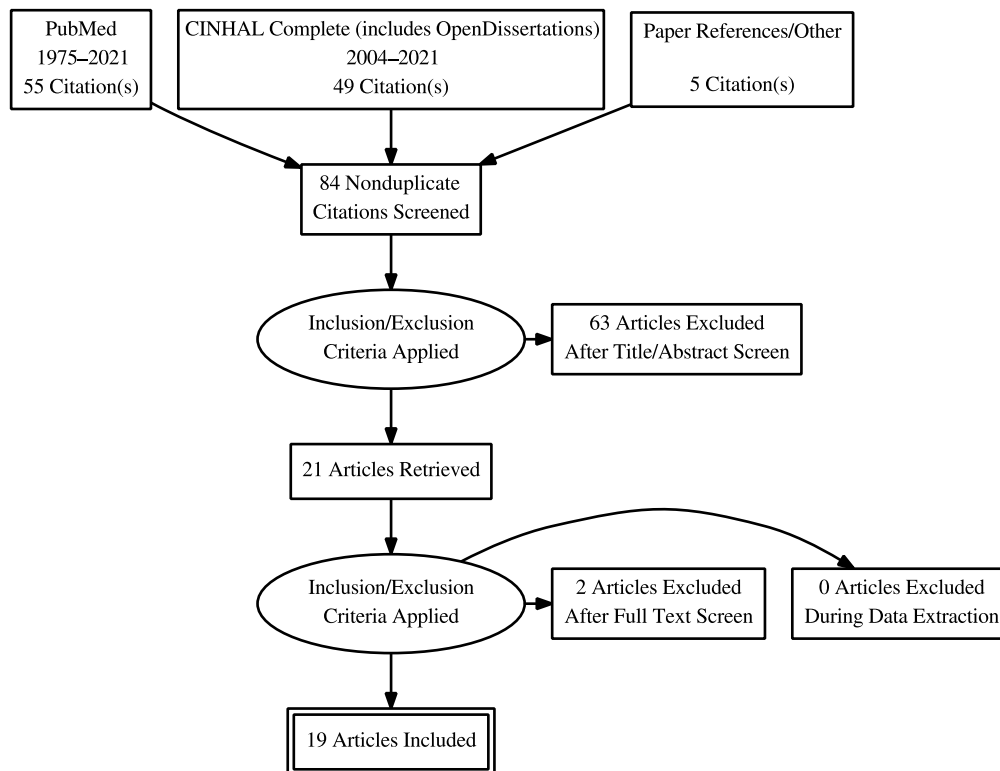 PubMed
1975–2021
55 Citation(s)
CINHAL Complete (includes OpenDissertations)
2004–2021
49 Citation(s)
Paper References/Other
5 Citation(s)
84 Nonduplicate
Citations Screened
Inclusion/Exclusion
Criteria Applied
63 Articles Excluded
After Title/Abstract Screen
21 Articles Retrieved
Inclusion/Exclusion
Criteria Applied
2 Articles Excluded
After Full Text Screen
0 Articles Excluded
During Data Extraction
19 Articles Included